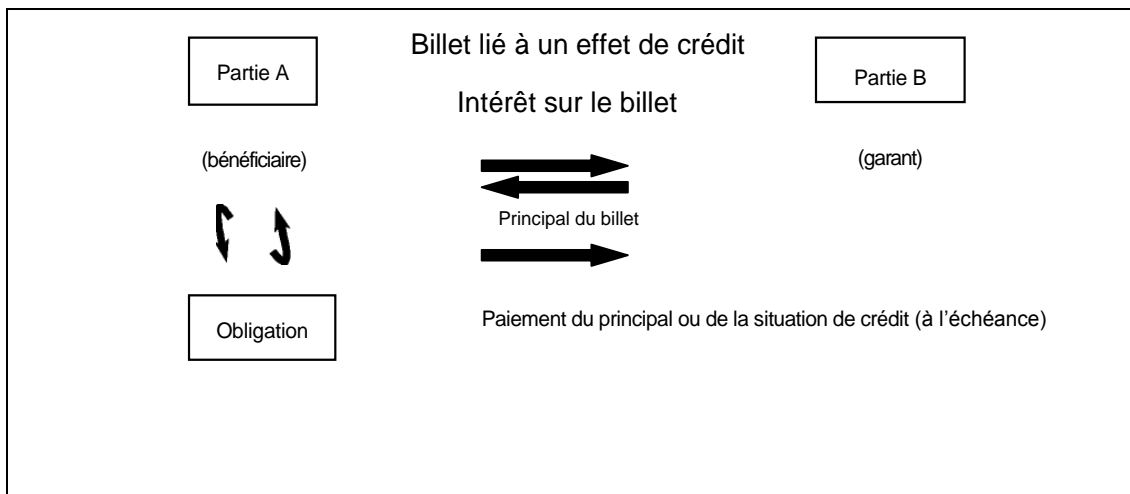 Billet lié à un effet de crédit
Partie A
Partie B
Intérêt sur le billet
(bénéficiaire)
(garant)
Principal du billet
Obligation
Paiement du principal ou de la situation de crédit (à l'échéance)